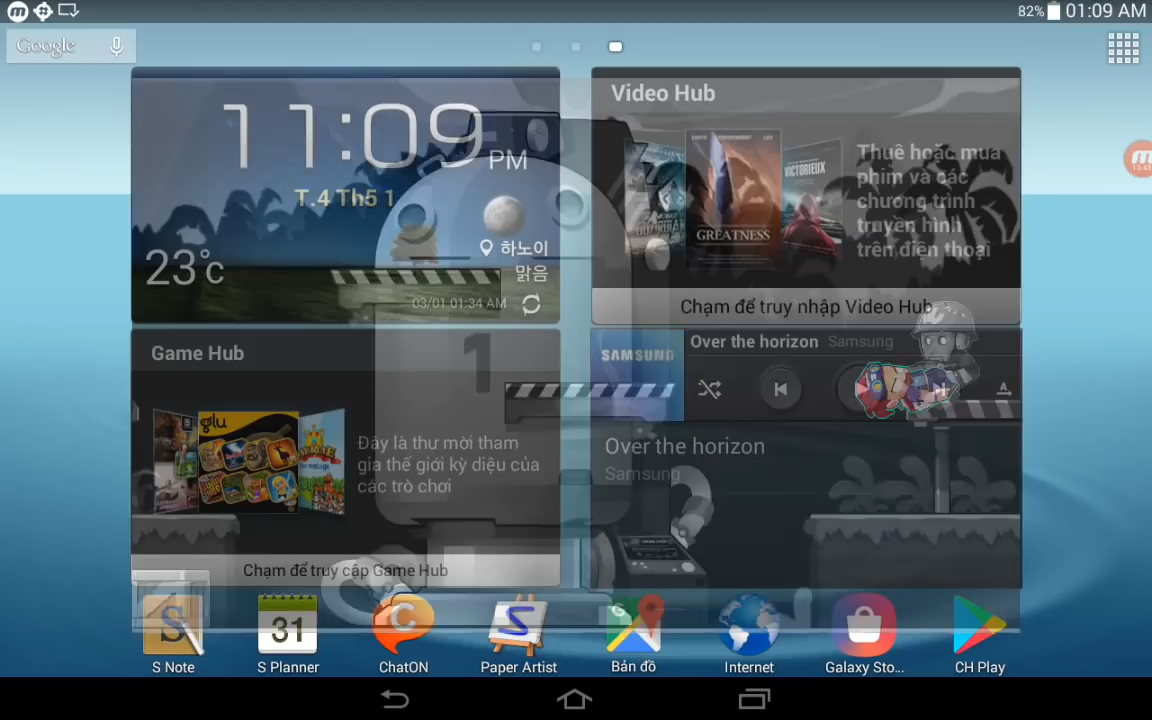 82%
01:09 AM
Google
11:09
PM
T.4 Th5 1
23°c
하노이
맑음
03/01 01:34 AM
Video Hub
GREATNESS
VICTORIEUX
Thuê hoặc mua
phim và các
chương trình
truyền hình
trên điện thoại
Chạm để truy nhập Video Hub
Game Hub
glu
Đây là thư mời tham
gia thế giới kỳ diệu của
các trò chơi
Chạm để truy cập Game Hub
1
SAMSUNG
Over the horizon Samsung
A
Over the horizon
Samsung
31
S Note
S Planner
ChatON
Paper Artist
Bản đồ
Internet
Galaxy Sto...
CH Play